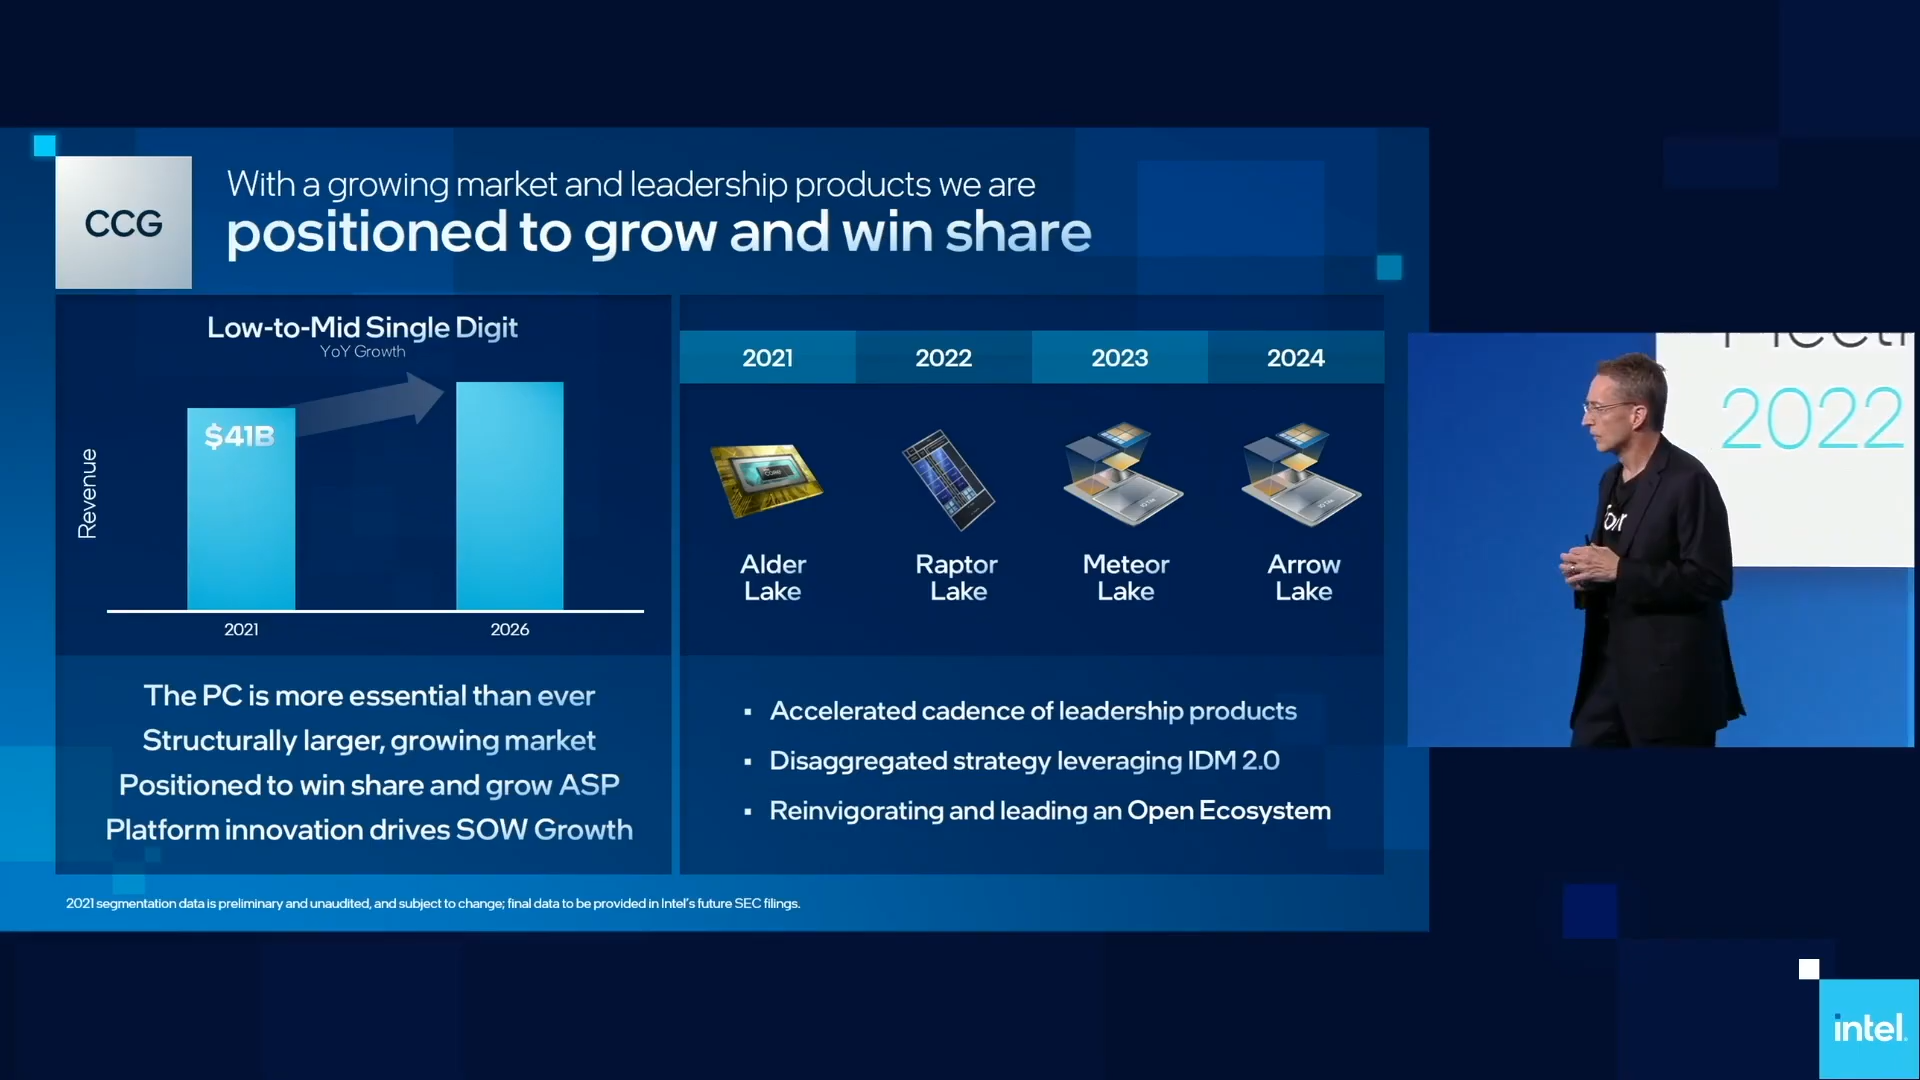 CCG
With a growing market and leadership products we are
positioned to grow and win share
Low-to-Mid Single Digit
YoY Growth
$41B
Revenue
2021
2026
The PC is more essential than ever
Structurally larger, growing market
Positioned to win share and grow ASP
Platform innovation drives SOW Growth
2021
2022
2023
2024
Alder
Lake
Raptor
Lake
Meteor
Lake
Arrow
Lake
▪ Accelerated cadence of leadership products
▪ Disaggregated strategy leveraging IDM 2.0
▪ Reinvigorating and leading an Open Ecosystem
2021 segmentation data is preliminary and unaudited, and subject to change; final data to be provided in Intel's future SEC filings.
2022
intel.